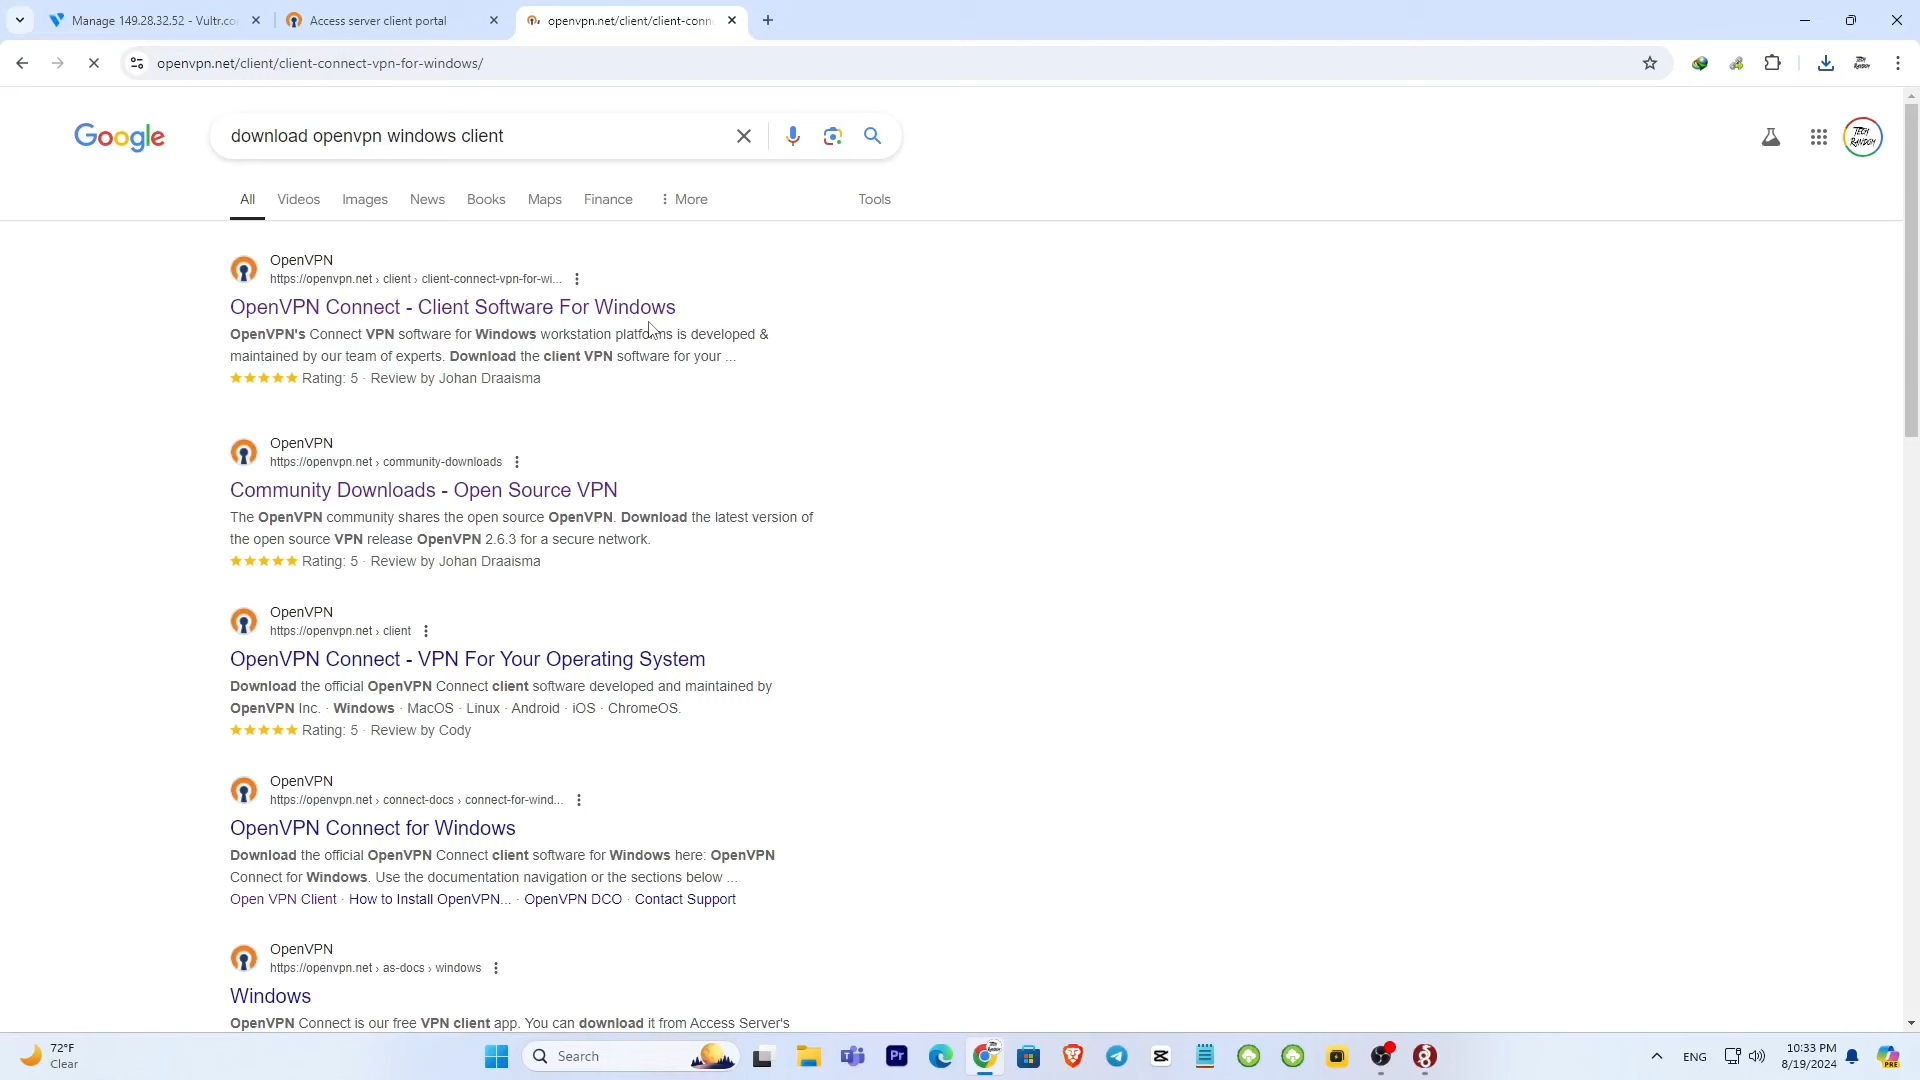 Manage 149.28.32.52 - Vultr.co
Access server client portal
openvpn.net/client/client-conn
openvpn.net/client/client-connect-vpn-for-windows/
Google
download openvpn windows client
TECH
RANDOM
All
Videos
Images
News
Books
Maps
Finance
More
Tools
OpenVPN
https://openvpn.net › client › client-connect-vpn-for-wi...
OpenVPN Connect - Client Software For Windows
OpenVPN's Connect VPN software for Windows workstation platforms is developed &
maintained by our team of experts. Download the client VPN software for your ...
Rating: 5 · Review by Johan Draaisma
OpenVPN
https://openvpn.net › community-downloads
Community Downloads - Open Source VPN
The OpenVPN community shares the open source OpenVPN. Download the latest version of
the open source VPN release OpenVPN 2.6.3 for a secure network.
Rating: 5 · Review by Johan Draaisma
OpenVPN
https://openvpn.net › client
OpenVPN Connect - VPN For Your Operating System
Download the official OpenVPN Connect client software developed and maintained by
OpenVPN Inc. · Windows · MacOS · Linux · Android · iOS · ChromeOS.
Rating: 5 · Review by Cody
OpenVPN
https://openvpn.net › connect-docs › connect-for-wind...
OpenVPN Connect for Windows
Download the official OpenVPN Connect client software for Windows here: OpenVPN
Connect for Windows. Use the documentation navigation or the sections below ...
Open VPN Client · How to Install OpenVPN... · OpenVPN DCO · Contact Support
OpenVPN
https://openvpn.net › as-docs › windows
Windows
OpenVPN Connect is our free VPN client app. You can download it from Access Server's
72°F
Clear
Search
Pr
ENG
10:33 PM
8/19/2024
PRE